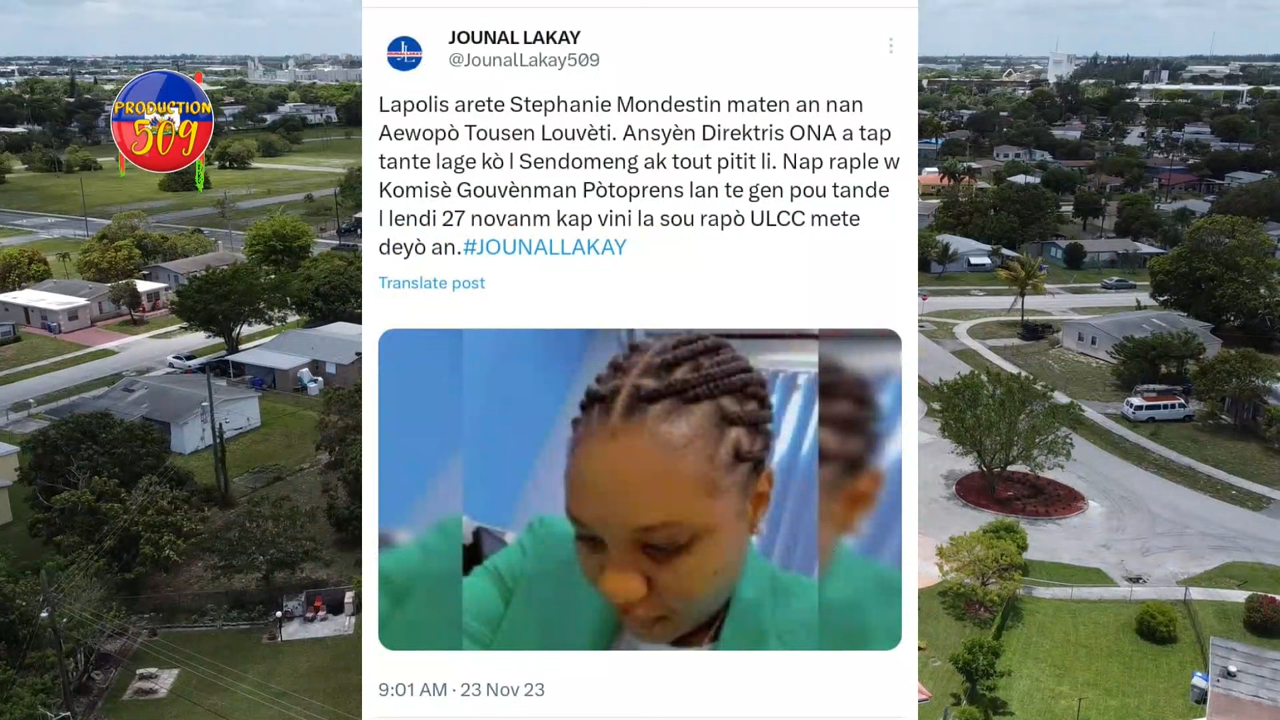 PRODUCTION
509
JOUNAL LAKAY
@JounalLakay509
JL
JOUNAL LAKAY
Lapolis arete Stephanie Mondestin maten an nan
Aewopò Tousen Louvèti. Ansyèn Direktris ONA a tap
tante lage kò l Sendomeng ak tout pitit li. Nap raple w
Komisè Gouvènman Pòtoprens lan te gen pou tande
l lendi 27 novanm kap vini la sou rapò ULCC mete
deyò an.#JOUNALLAKAY
Translate post
9:01 AM · 23 Nov 23